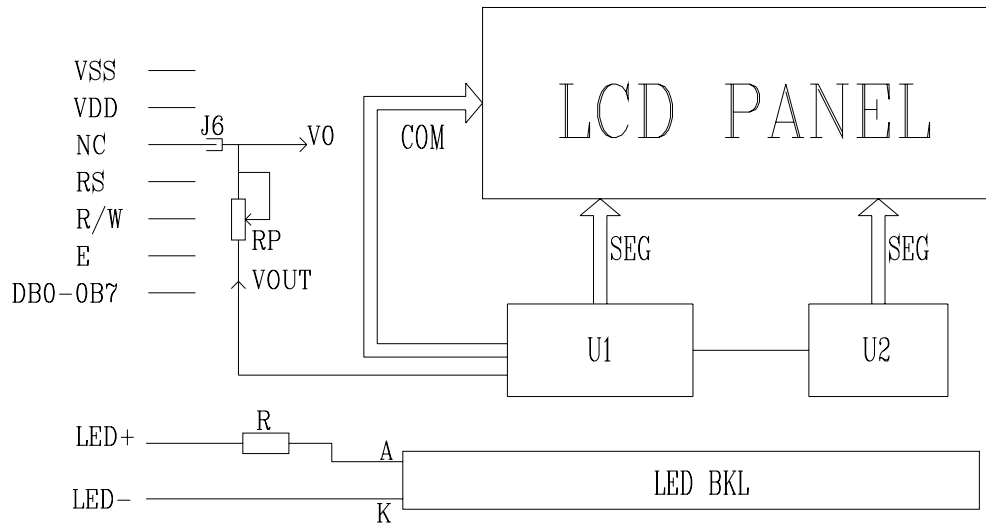 VSS
LCD PANEL
VDD
J6
COM
NC
V0
RS
R/W
RP
SEG
SEG
E
VOUT
DB0-0B7
U1
U2
R
LED+
A
LED BKL
LED-
K